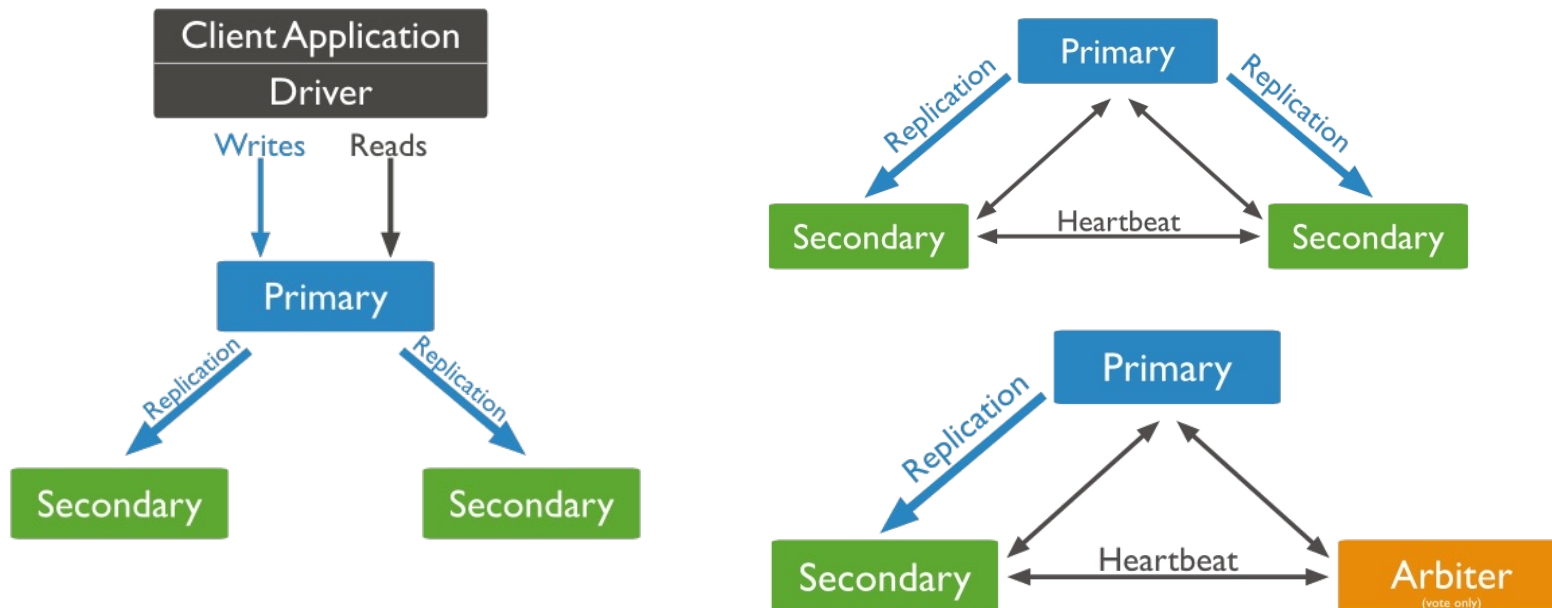 Client Application
Driver
Writes Reads
Primary
Replication Replication
Secondary Secondary
Primary
Replication Replication
Secondary Heartbeat Secondary
Primary
Replication
Secondary Heartbeat Arbiter
(vote only)